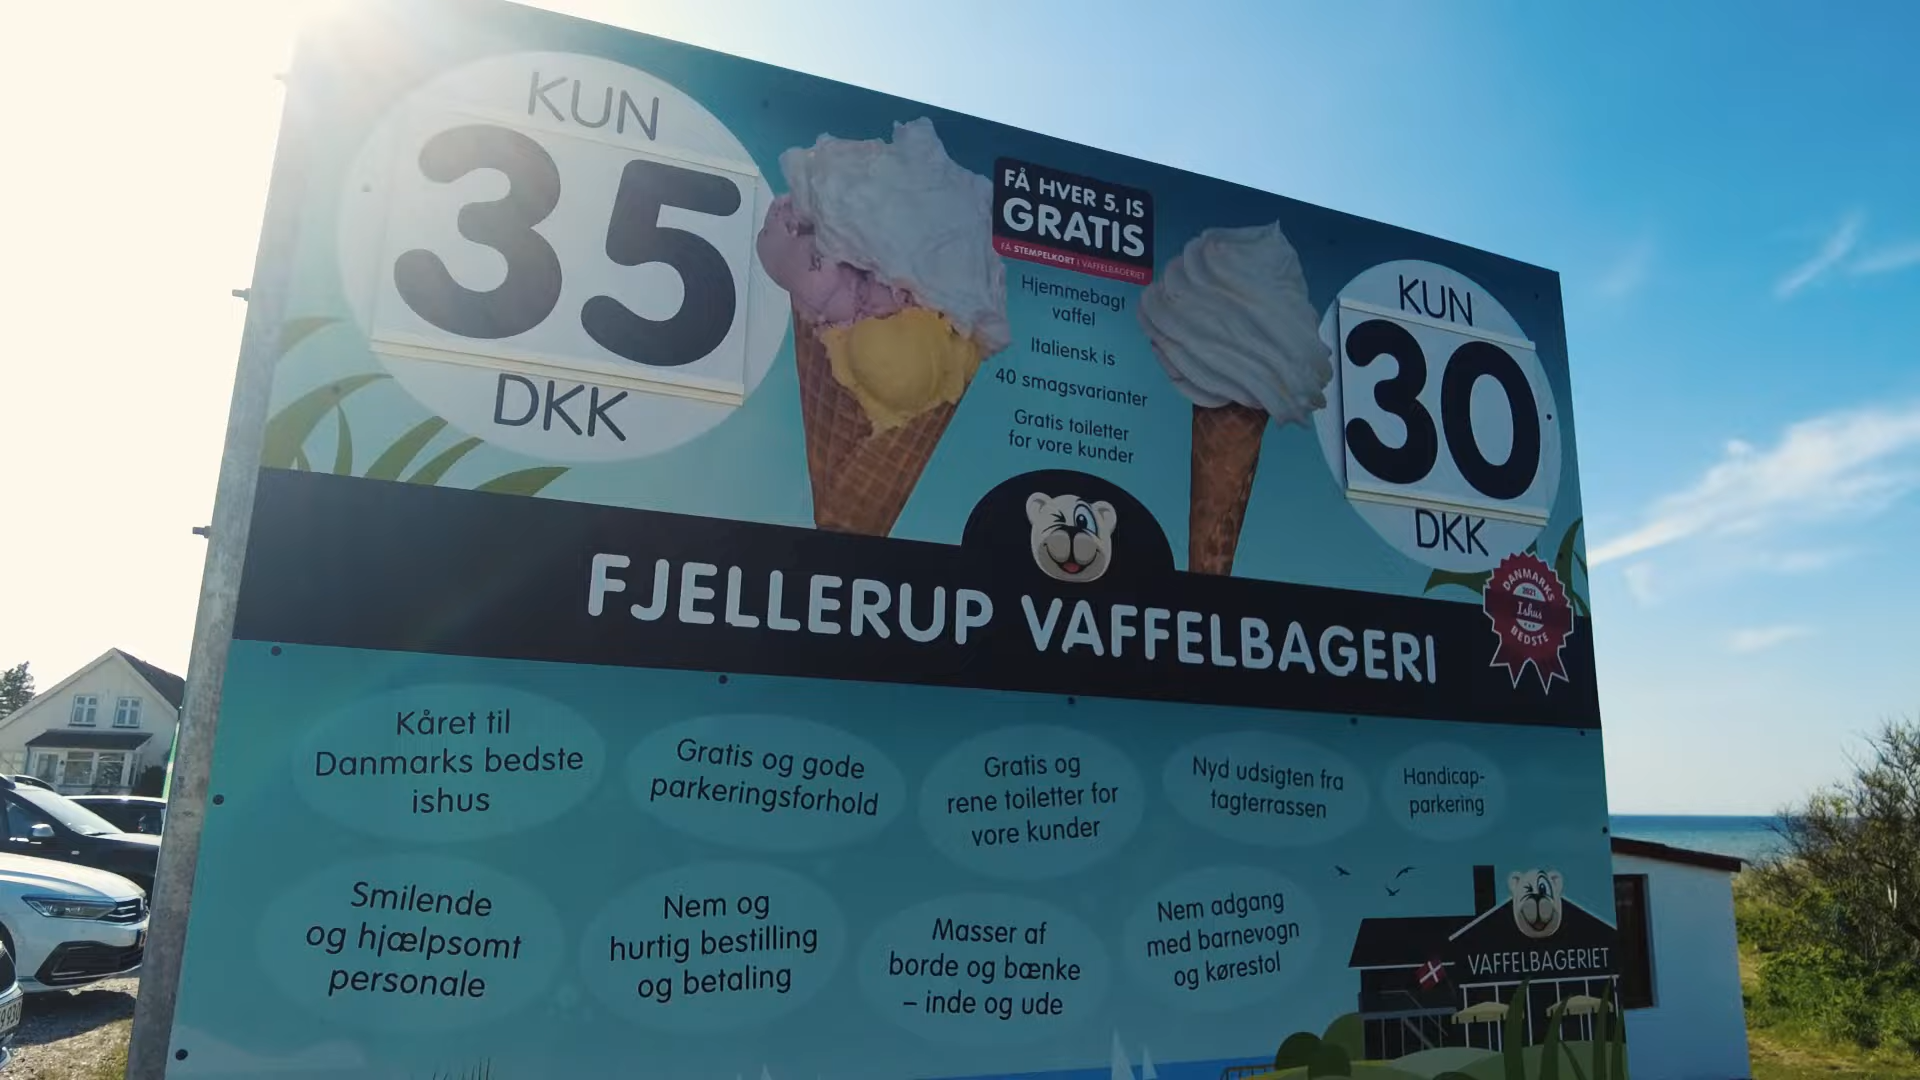 KUN
35
DKK
FÅ HVER 5. IS
GRATIS
FÅ STEMPELKORT I VAFFELBAGERIET
Hjemmebagt
vaffel
Italiensk is
40 smagsvarianter
Gratis toiletter
for vore kunder
KUN
30
DKK
FJELLERUP VAFFELBAGERI
DANMARKS
2021
Ishus
BEDSTE
Kåret til
Danmarks bedste
ishus
Gratis og gode
parkeringsforhold
Gratis og
rene toiletter for
vore kunder
Nyd udsigten fra
tagterrassen
Handicap-
parkering
Smilende
og hjælpsomt
personale
Nem og
hurtig bestilling
og betaling
Masser af
borde og bænke
– inde og ude
Nem adgang
med barnevogn
og kørestol
VAFFELBAGERIET